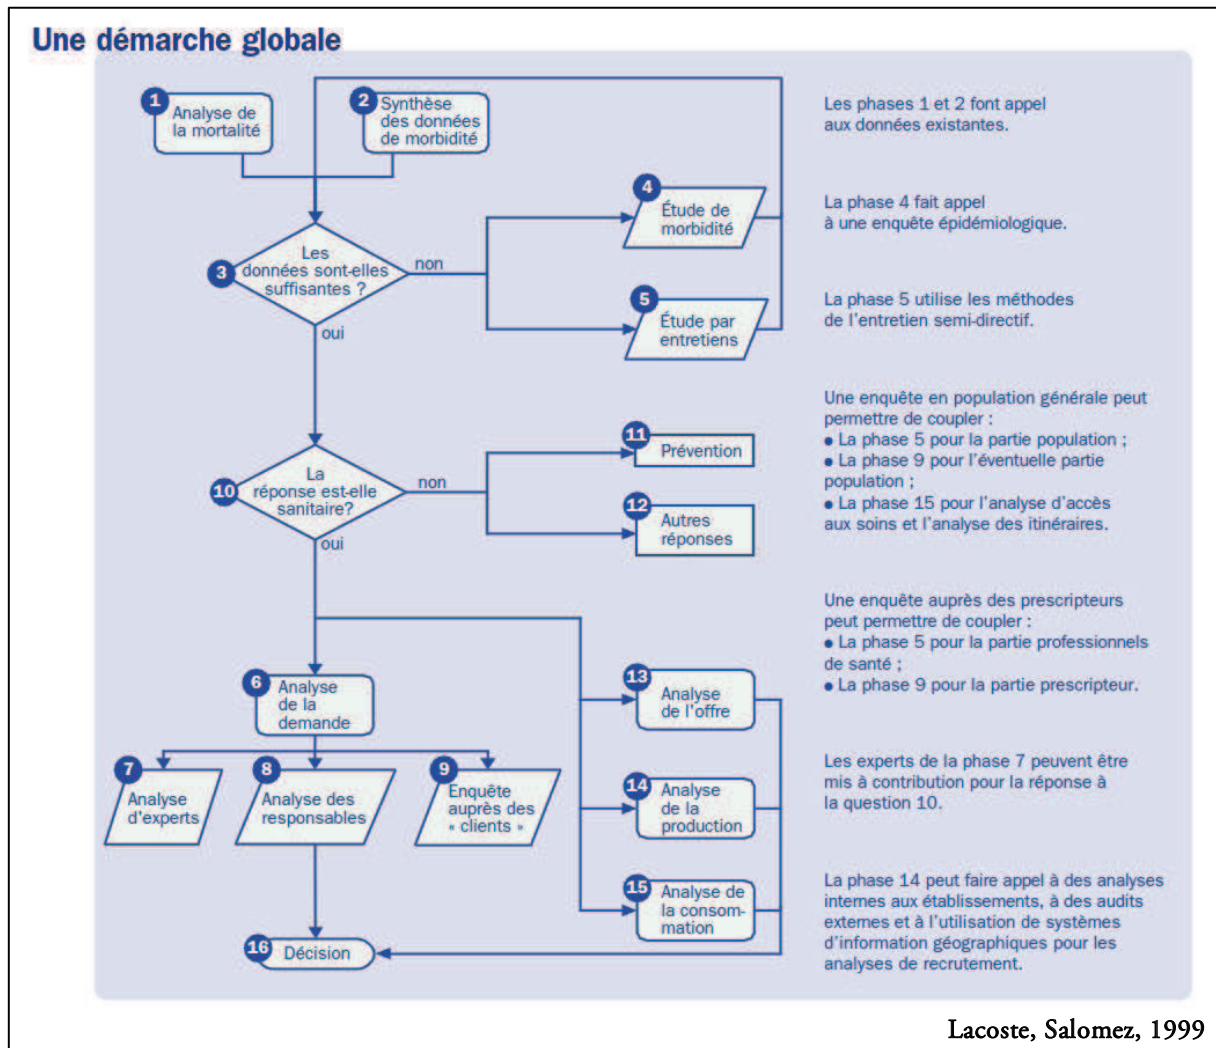 Une démarche globale
1
Analyse de
la mortalité
2
Synthèse
des données
de morbidité
Les phases 1 et 2 font appel
aux données existantes.
4
Étude de
morbidité
La phase 4 fait appel
à une enquête épidémiologique.
3
Les
données sont-elles
suffisantes ?
non
oui
5
Étude par
entretiens
La phase 5 utilise les méthodes
de l'entretien semi-directif.
Une enquête en population générale peut
permettre de coupler :
● La phase 5 pour la partie population ;
● La phase 9 pour l'éventuelle partie
population ;
● La phase 15 pour l'analyse d'accès
aux soins et l'analyse des itinéraires.
11
Prévention
10
La
réponse est-elle
sanitaire?
non
oui
12
Autres
réponses
Une enquête auprès des prescripteurs
peut permettre de coupler :
● La phase 5 pour la partie professionnels
de santé ;
● La phase 9 pour la partie prescripteur.
6
Analyse
de la
demande
13
Analyse
de l'offre
7
Analyse
d'experts
8
Analyse des
responsables
9
Enquête
auprès des
« clients »
14
Analyse
de la
production
Les experts de la phase 7 peuvent être
mis à contribution pour la réponse à
la question 10.
15
Analyse de
la consom-
mation
La phase 14 peut faire appel à des analyses
internes aux établissements, à des audits
externes et à l'utilisation de systèmes
d'information géographiques pour les
analyses de recrutement.
16
Décision
Lacoste, Salomez, 1999